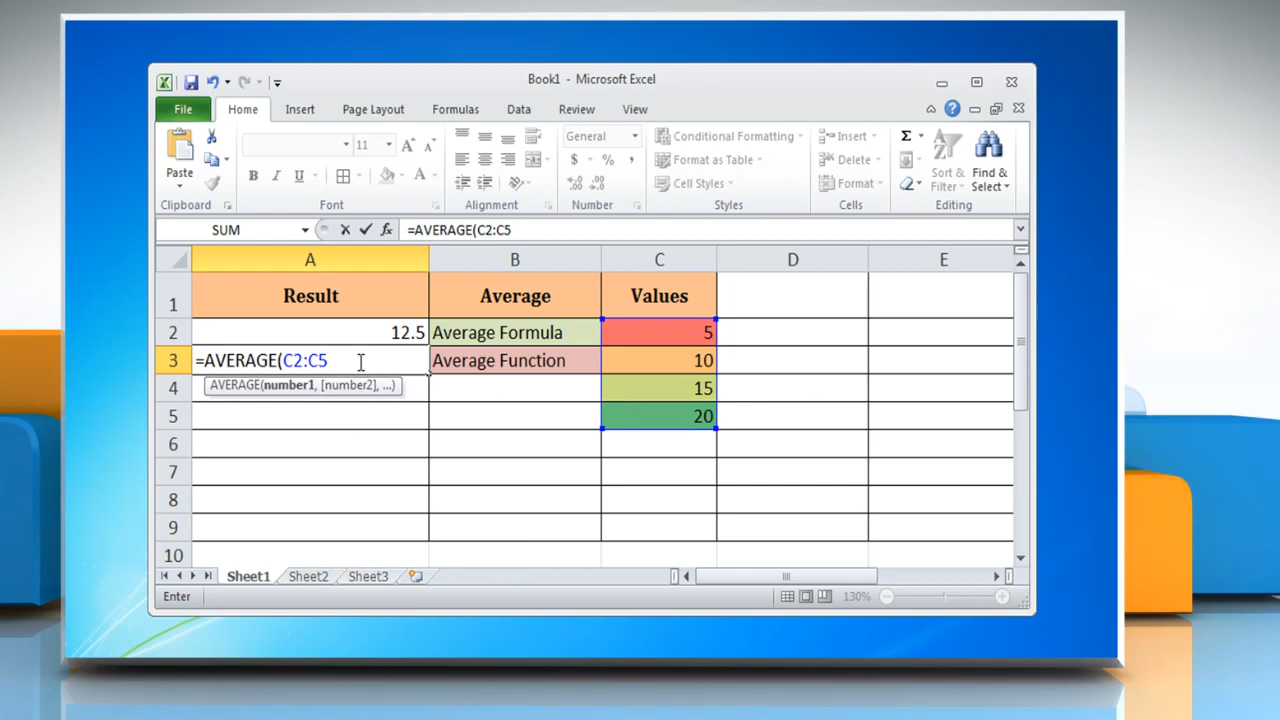 Book1 - Microsoft Excel
File Home Insert Page Layout Formulas Data Review View
Paste
11
General
Conditional Formatting
Format as Table
Cell Styles
Insert
Delete
Format
Sort & Filter
Find & Select
B I U A
$ % ,
Clipboard Font Alignment Number Styles Cells Editing
SUM fx =AVERAGE(C2:C5
A B C D E
1 Result Average Values
2 12.5 Average Formula 5
3 =AVERAGE(C2:C5 Average Function 10
AVERAGE(number1, [number2], ...)
4 15
5 20
6
7
8
9
10
Sheet1 Sheet2 Sheet3
Enter 130%